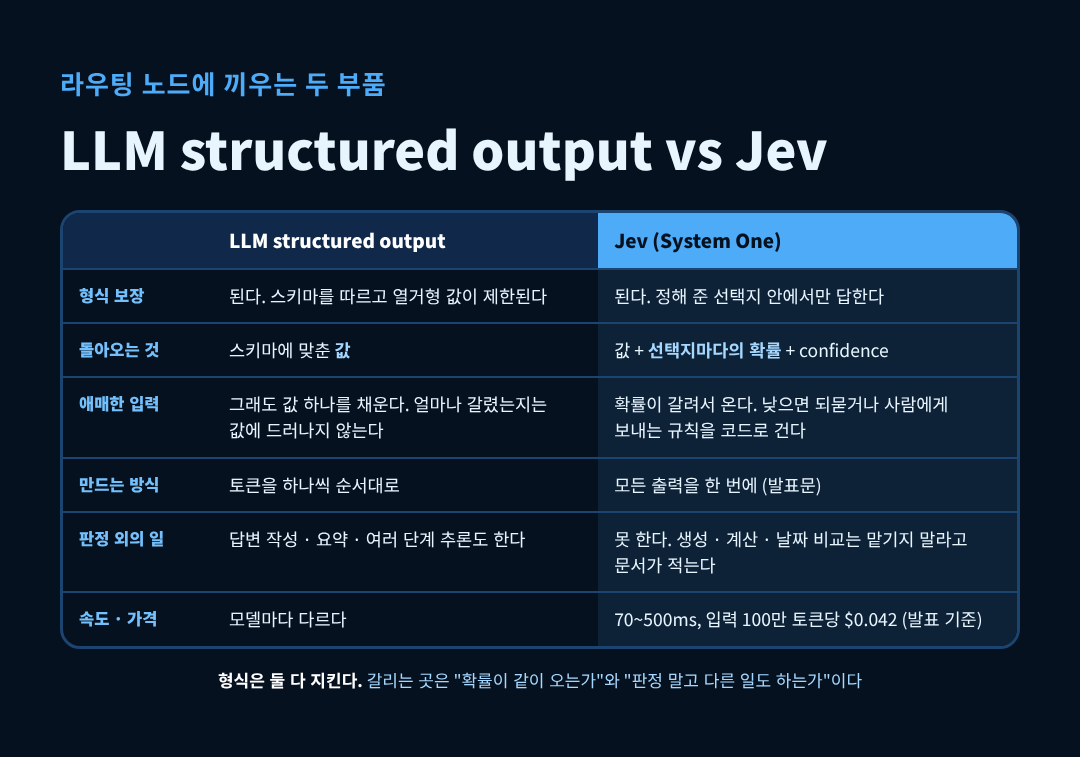 라우팅 노드에 끼우는 두 부품
LLM structured output vs Jev
LLM structured output
Jev (System One)
형식 보장
된다. 스키마를 따르고 열거형 값이 제한된다
된다. 정해 준 선택지 안에서만 답한다
돌아오는 것
스키마에 맞춘 값
값 + 선택지마다의 확률 + confidence
애매한 입력
그래도 값 하나를 채운다. 얼마나 갈렸는지는
값에 드러나지 않는다
확률이 갈려서 온다. 낮으면 되묻거나 사람에게
보내는 규칙을 코드로 건다
만드는 방식
토큰을 하나씩 순서대로
모든 출력을 한 번에 (발표문)
판정 외의 일
답변 작성 · 요약 · 여러 단계 추론도 한다
못 한다. 생성 · 계산 · 날짜 비교는 맡기지 말라고
문서가 적는다
속도 · 가격
모델마다 다르다
70~500ms, 입력 100만 토큰당 $0.042 (발표 기준)
형식은 둘 다 지킨다. 갈리는 곳은 "확률이 같이 오는가"와 "판정 말고 다른 일도 하는가"이다